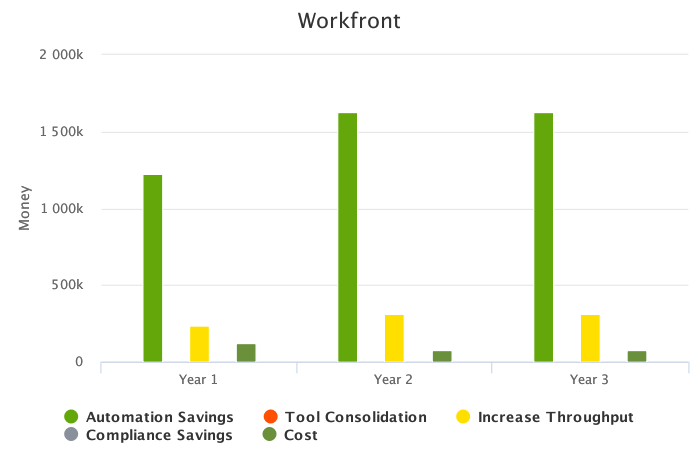 Workfront
2 000k
1 500k
1 000k
500k
0
Money
Year 1
Year 2
Year 3
Automation Savings
Tool Consolidation
Increase Throughput
Compliance Savings
Cost